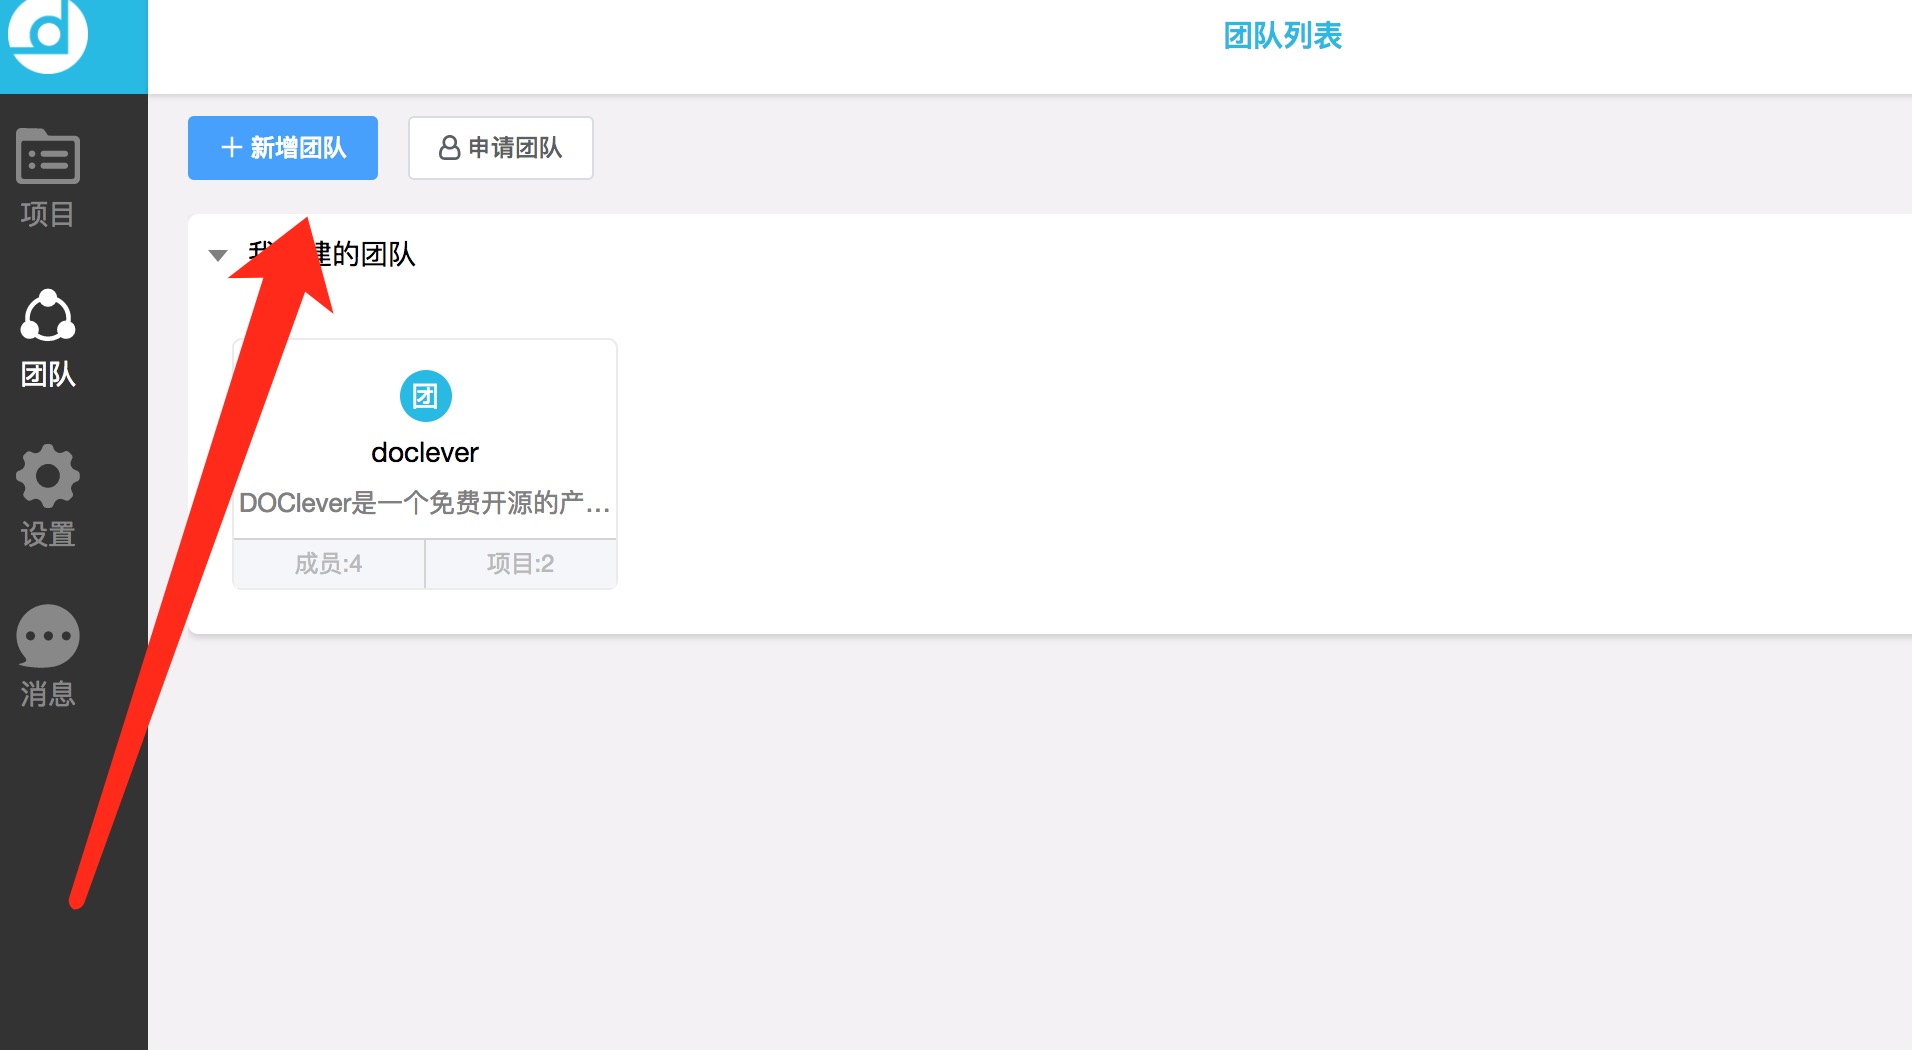 团队列表
新增团队
申请团队
建的团队
项目
团队
设置
消息
团
doclever
DOClever是一个免费开源的产...
成员:4
项目:2